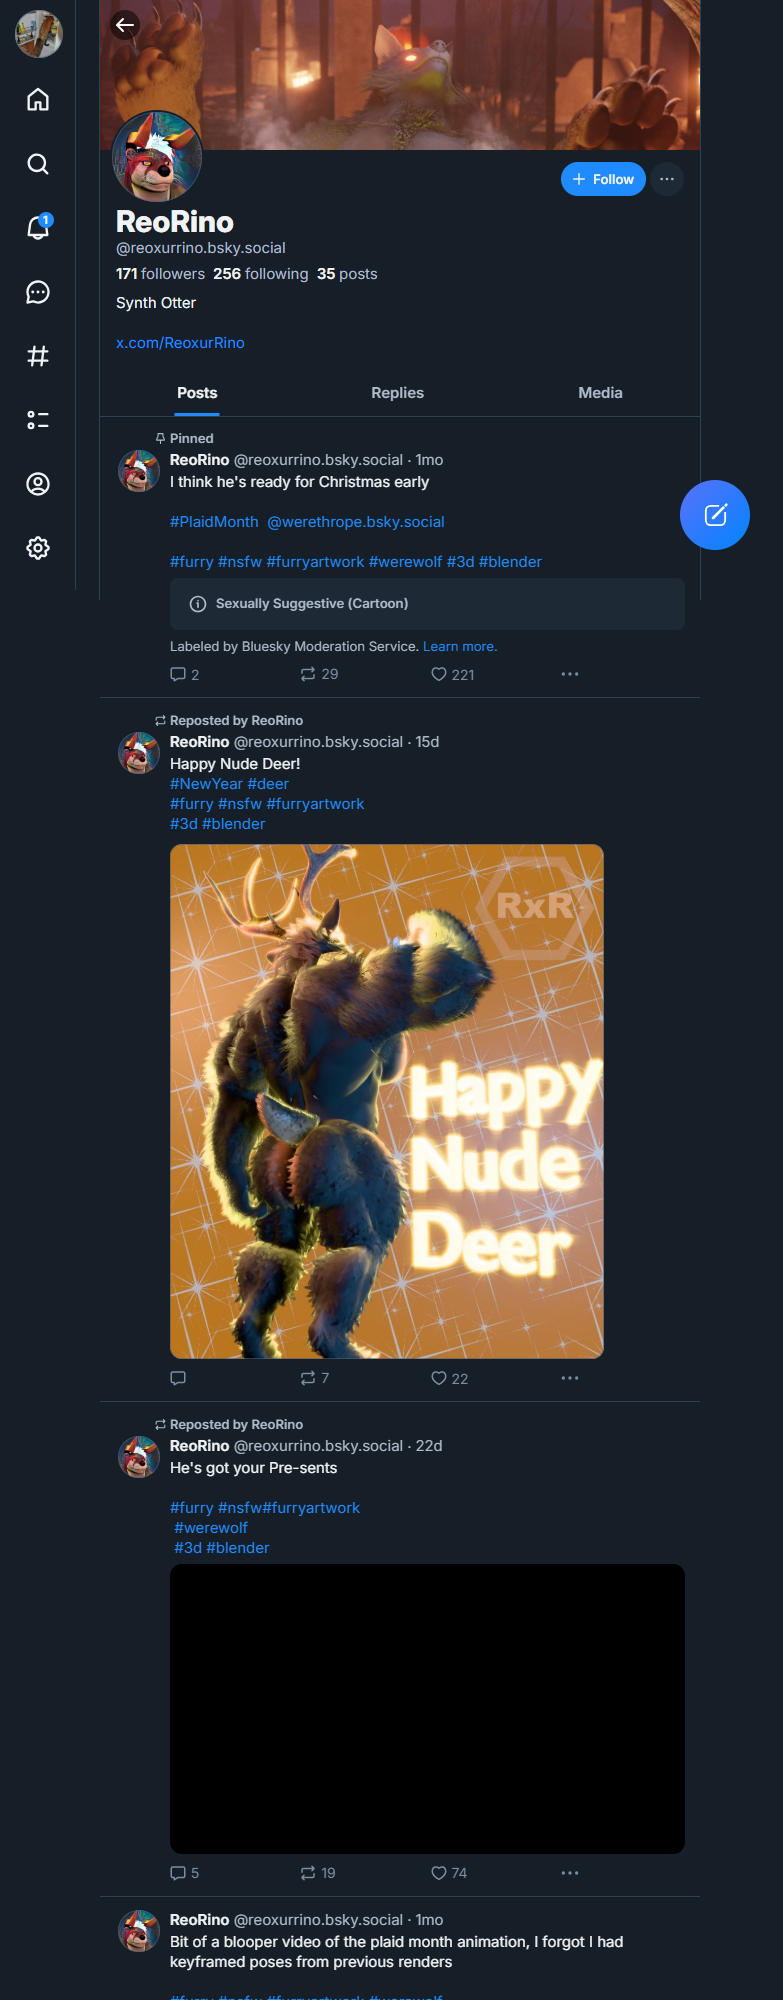 Follow
ReoRino
@reoxurrino.bsky.social
171 followers 256 following 35 posts
Synth Otter
x.com/ReoxurRino
Posts Replies Media
1
Pinned
ReoRino @reoxurrino.bsky.social · 1mo
I think he's ready for Christmas early
#PlaidMonth @werethrope.bsky.social
#furry #nsfw #furryartwork #werewolf #3d #blender
Sexually Suggestive (Cartoon)
Labeled by Bluesky Moderation Service. Learn more.
2 29 221
Reposted by ReoRino
ReoRino @reoxurrino.bsky.social · 15d
Happy Nude Deer!
#NewYear #deer
#furry #nsfw #furryartwork
#3d #blender
RxR
Happy
Nude
Deer
7 22
Reposted by ReoRino
ReoRino @reoxurrino.bsky.social · 22d
He's got your Pre-sents
#furry #nsfw#furryartwork
#werewolf
#3d #blender
5 19 74
ReoRino @reoxurrino.bsky.social · 1mo
Bit of a blooper video of the plaid month animation, I forgot I had
keyframed poses from previous renders
#furry #nsfw #furryartwork #werewolf